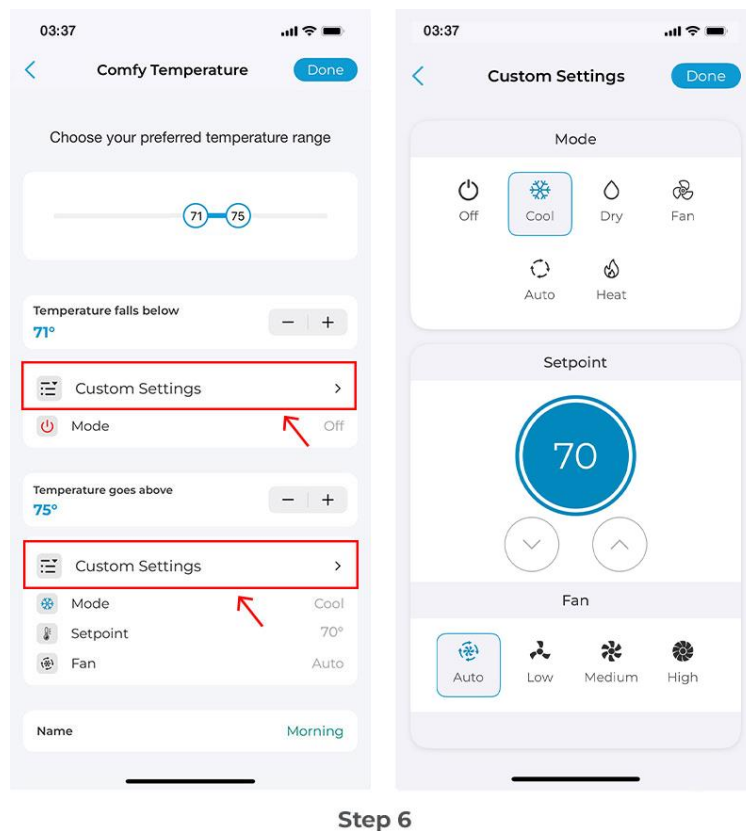 03:37
Comfy Temperature
Done
Choose your preferred temperature range
71
75
Temperature falls below
71°
− +
Custom Settings >
Mode Off
Temperature goes above
75°
− +
Custom Settings >
Mode Cool
Setpoint 70°
Fan Auto
Name Morning
03:37
Custom Settings
Done
Mode
Off Cool Dry Fan
Auto Heat
Setpoint
70
Fan
Auto Low Medium High
Step 6